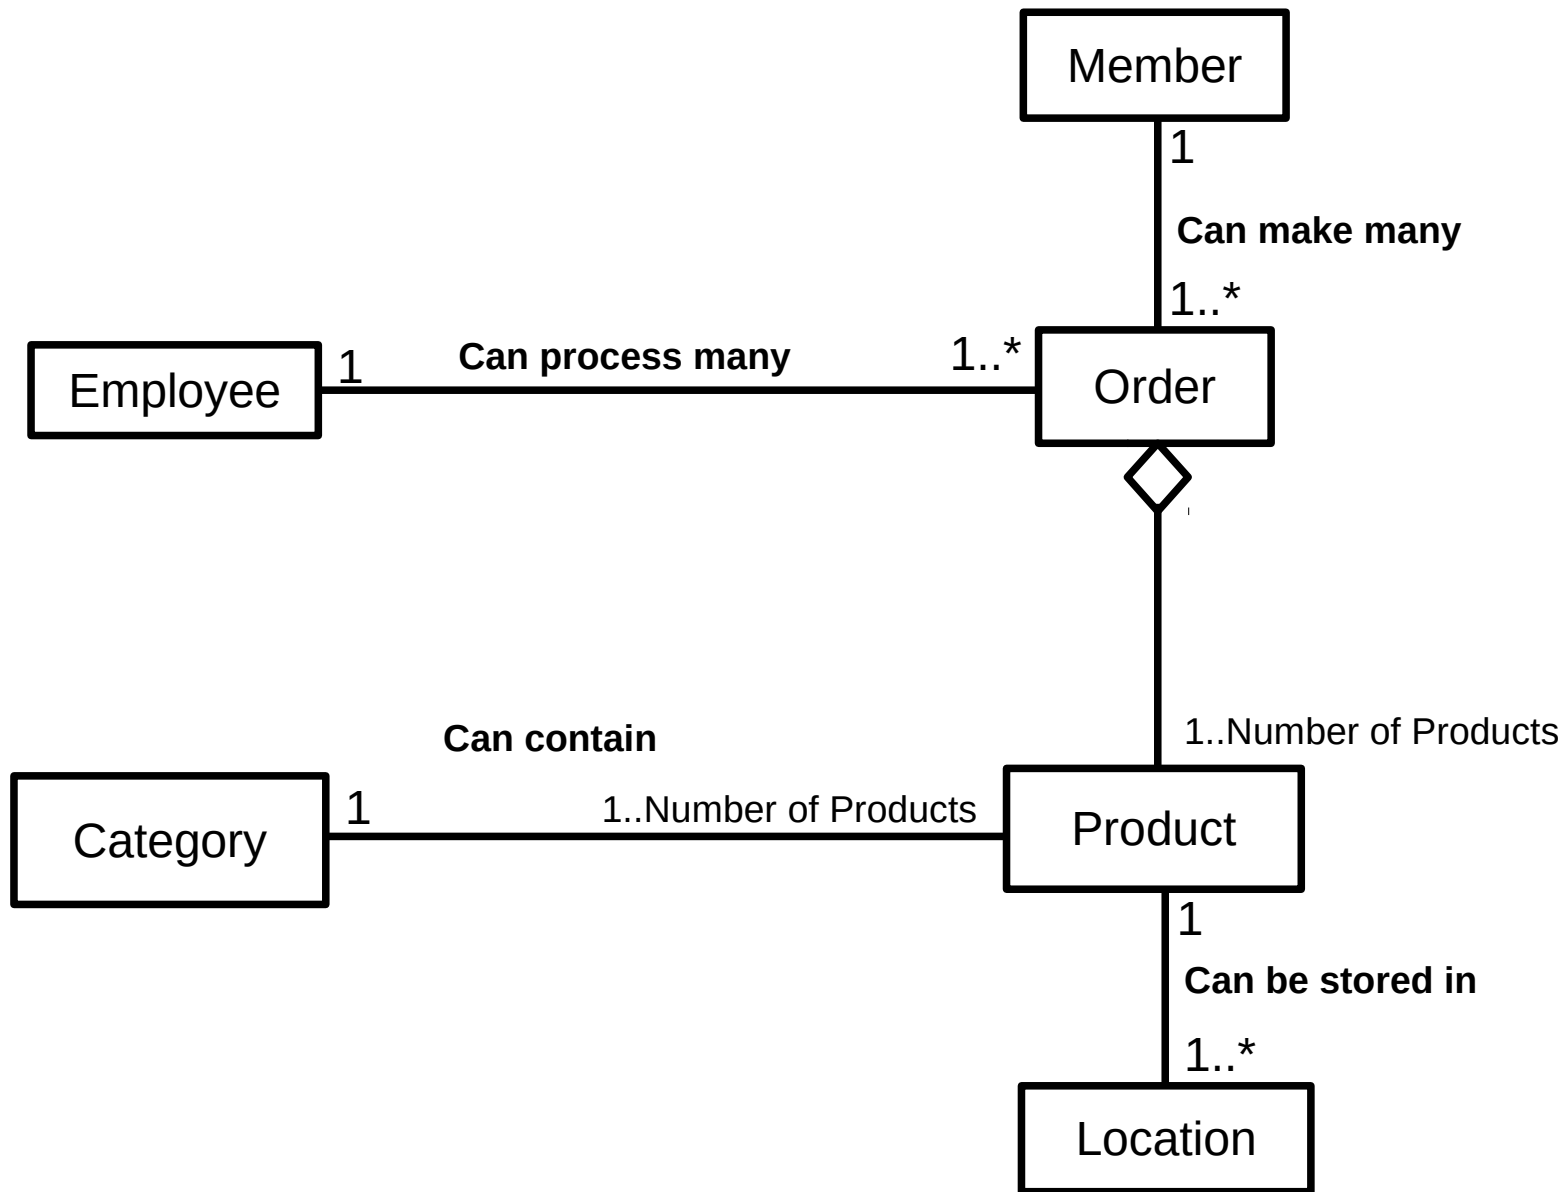 Member
1
Can make many
1..*
Employee
1
Can process many
1..*
Order
1..Number of Products
Can contain
Category
1
1..Number of Products
Product
1
Can be stored in
1..*
Location